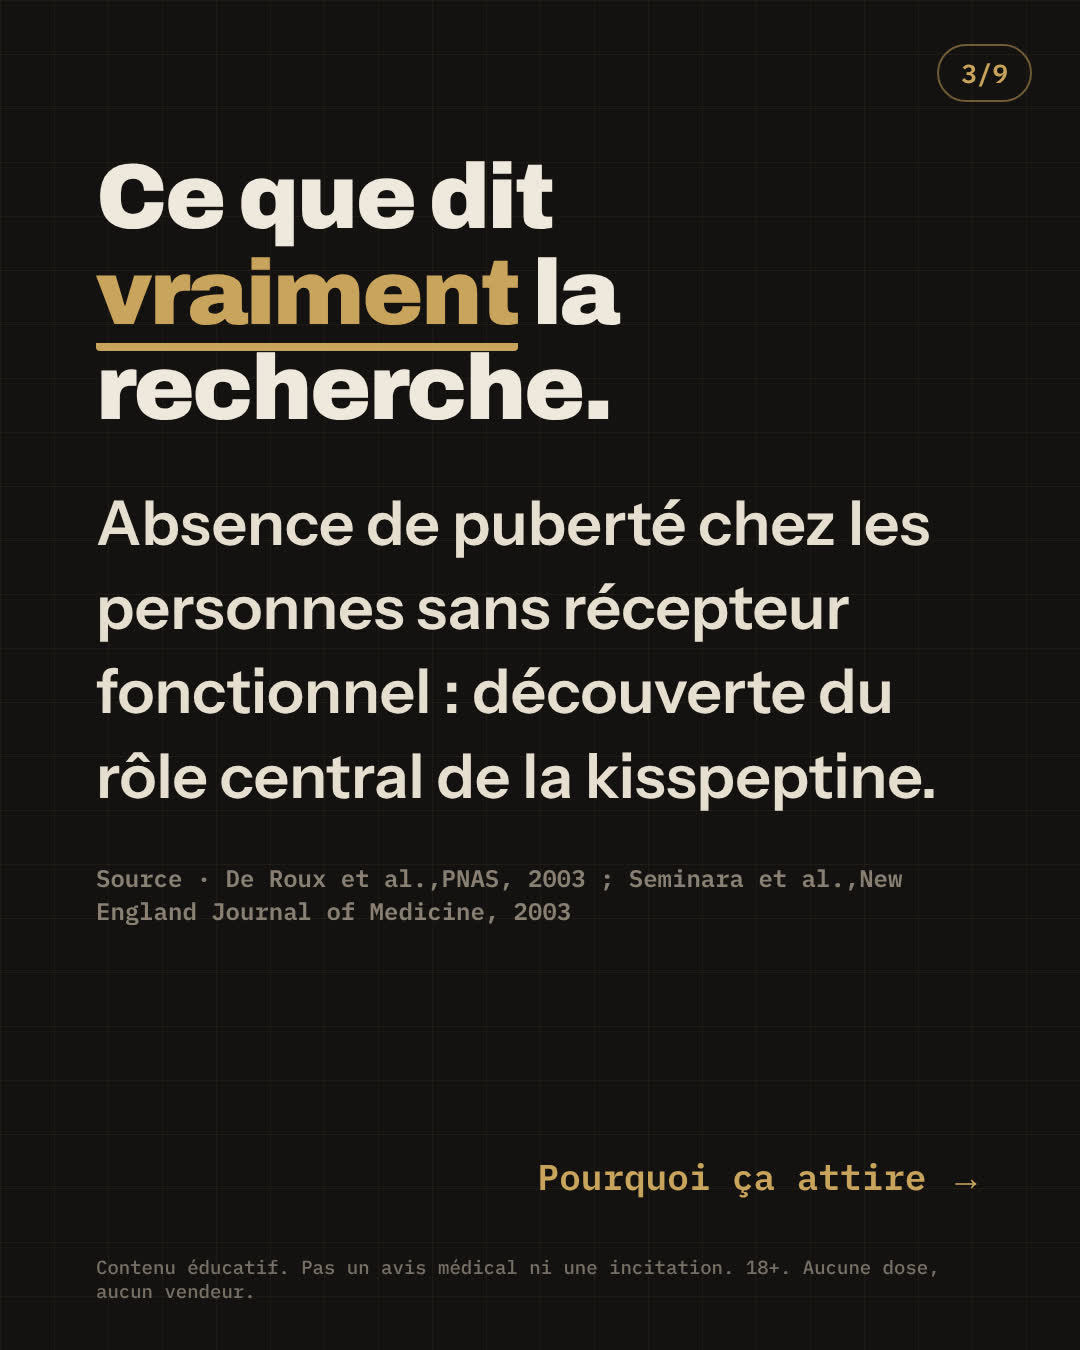 3/9
Ce que dit
vraiment la
recherche.
Absence de puberté chez les
personnes sans récepteur
fonctionnel : découverte du
rôle central de la kisspeptine.
Source · De Roux et al.,PNAS, 2003 ; Seminara et al.,New
England Journal of Medicine, 2003
Pourquoi ça attire →
Contenu éducatif. Pas un avis médical ni une incitation. 18+. Aucune dose,
aucun vendeur.